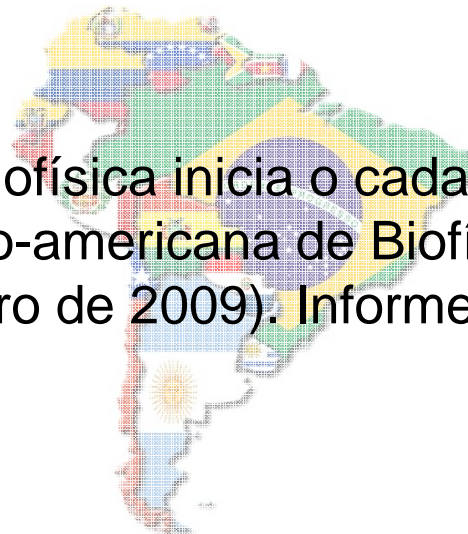 ofísica inicia o cada
o-americana de Biofí
ro de 2009). Informe